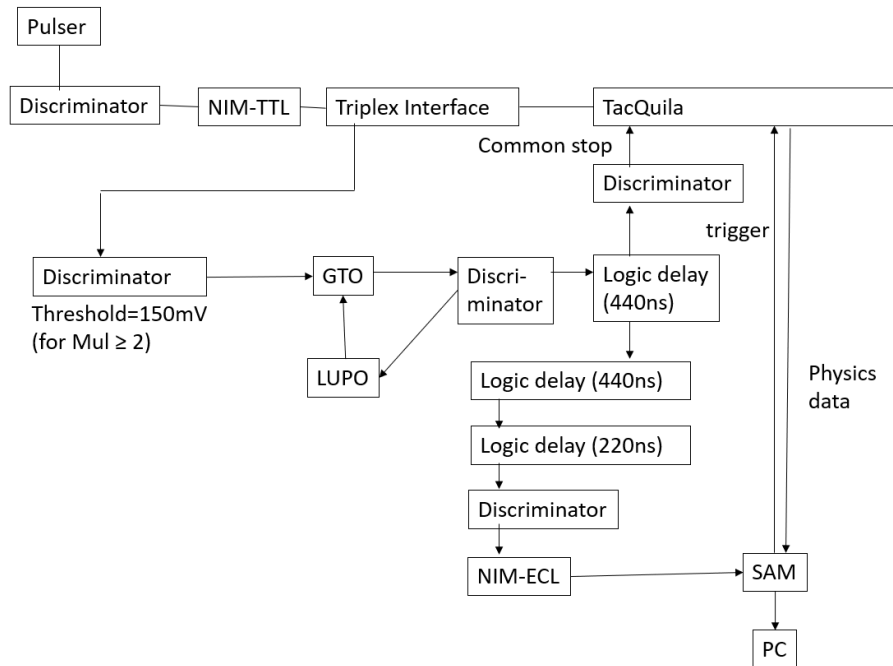 Pulser
Discriminator
NIM-TTL
Triplex Interface
TacQuila
Common stop
Discriminator
trigger
Discriminator
GTO
Discri-
minator
Logic delay
(440ns)
Threshold=150mV
(for Mul ≥ 2)
LUPO
Logic delay (440ns)
Physics
data
Logic delay (220ns)
Discriminator
NIM-ECL
SAM
PC